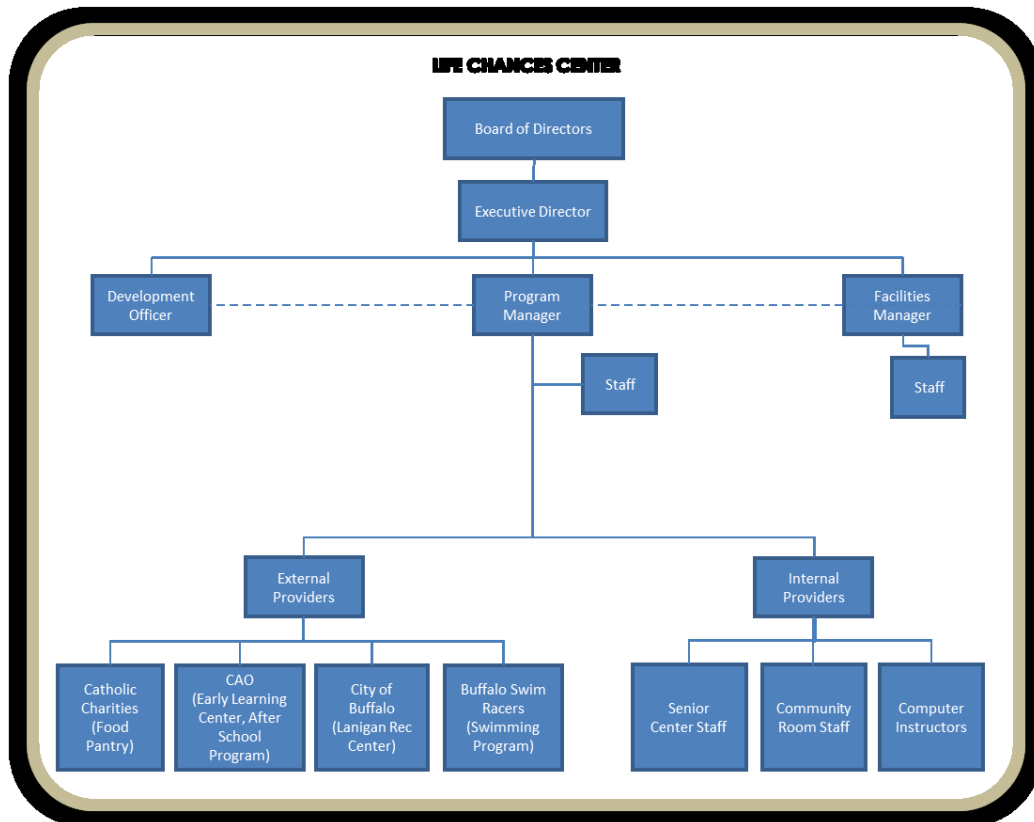 LIFE CHANCES CENTER
Board of Directors
Executive Director
Development
Officer
Program
Manager
Facilities
Manager
Staff
Staff
External
Providers
Internal
Providers
Catholic
Charities
(Food
Pantry)
CAO
(Early Learning
Center, After
School
Program)
City of
Buffalo
(Lanigan Rec
Center)
Buffalo Swim
Racers
(Swimming
Program)
Senior
Center Staff
Community
Room Staff
Computer
Instructors